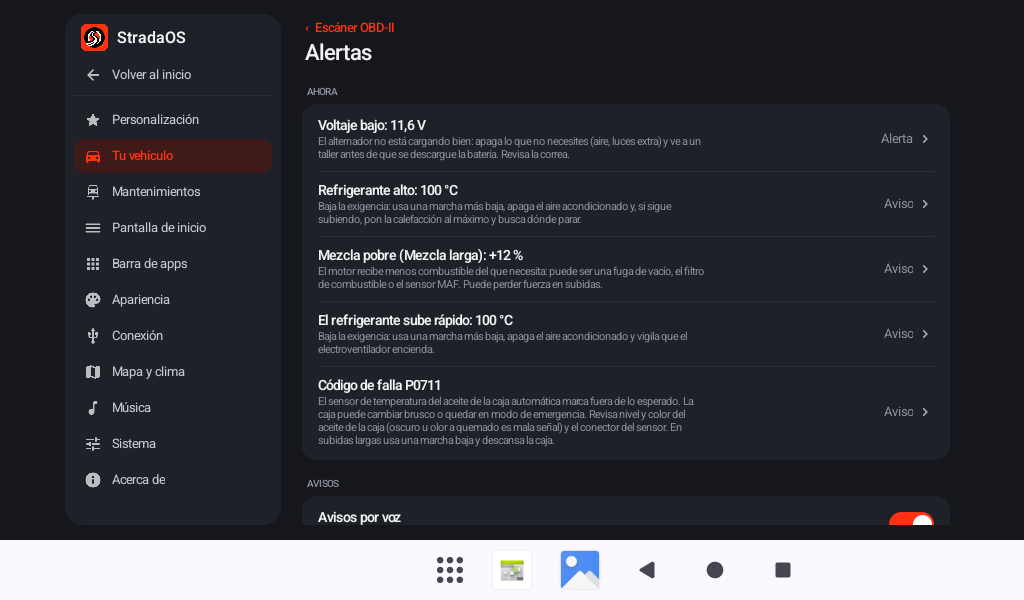 StradaOS
Volver al inicio
Personalización
Tu vehículo
Mantenimientos
Pantalla de inicio
Barra de apps
Apariencia
Conexión
Mapa y clima
Música
Sistema
Acerca de
‹ Escáner OBD-II
Alertas
AHORA
Voltaje bajo: 11,6 V
El alternador no está cargando bien: apaga lo que no necesites (aire, luces extra) y ve a un
taller antes de que se descargue la batería. Revisa la correa.
Alerta
Refrigerante alto: 100 °C
Baja la exigencia: usa una marcha más baja, apaga el aire acondicionado y, si sigue
subiendo, pon la calefacción al máximo y busca dónde parar.
Aviso
Mezcla pobre (Mezcla larga): +12 %
El motor recibe menos combustible del que necesita: puede ser una fuga de vacío, el filtro
de combustible o el sensor MAF. Puede perder fuerza en subidas.
Aviso
El refrigerante sube rápido: 100 °C
Baja la exigencia: usa una marcha más baja, apaga el aire acondicionado y vigila que el
electroventilador encienda.
Aviso
Código de falla P0711
El sensor de temperatura del aceite de la caja automática marca fuera de lo esperado. La
caja puede cambiar brusco o quedar en modo de emergencia. Revisa nivel y color del
aceite de la caja (oscuro u olor a quemado es mala señal) y el conector del sensor. En
subidas largas usa una marcha baja y descansa la caja.
Aviso
AVISOS
Avisos por voz